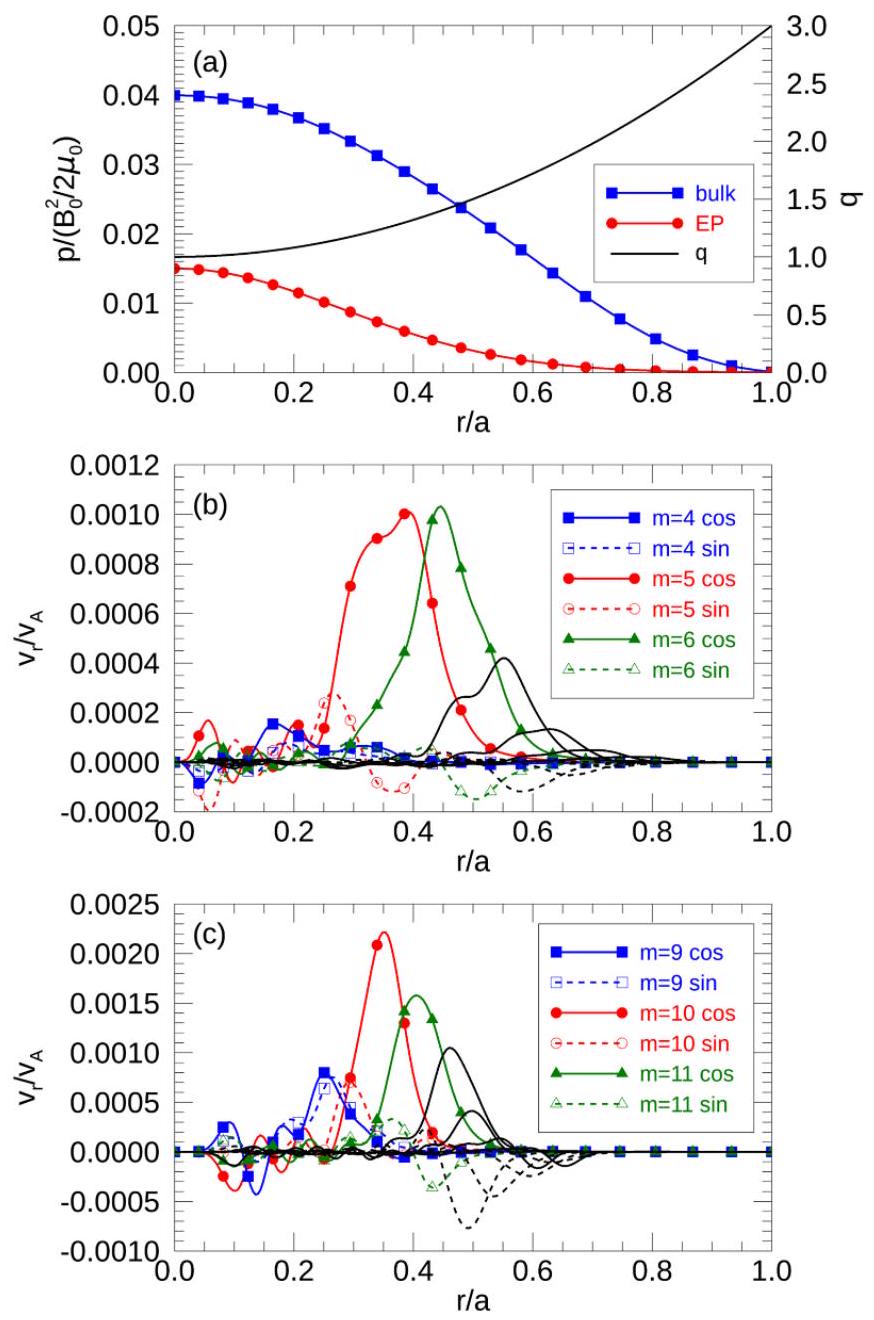 0.05
3.0
(a)
2.5
0.04
2.0
0.03
p/(B₀²/2μ₀)
bulk
1.5
q
EP
0.02
q
1.0
0.01
0.5
0.00
0.0
0.0 0.2 0.4 0.6 0.8 1.0
r/a
0.0012
(b)
0.0010
m=4 cos
m=4 sin
0.0008
m=5 cos
0.0006
m=5 sin
vᵣ/v_A
m=6 cos
0.0004
m=6 sin
0.0002
0.0000
-0.0002
0.0 0.2 0.4 0.6 0.8 1.0
r/a
0.0025
(c)
m=9 cos
0.0020
m=9 sin
m=10 cos
0.0015
m=10 sin
vᵣ/v_A
0.0010
m=11 cos
m=11 sin
0.0005
0.0000
-0.0005
-0.0010
0.0 0.2 0.4 0.6 0.8 1.0
r/a